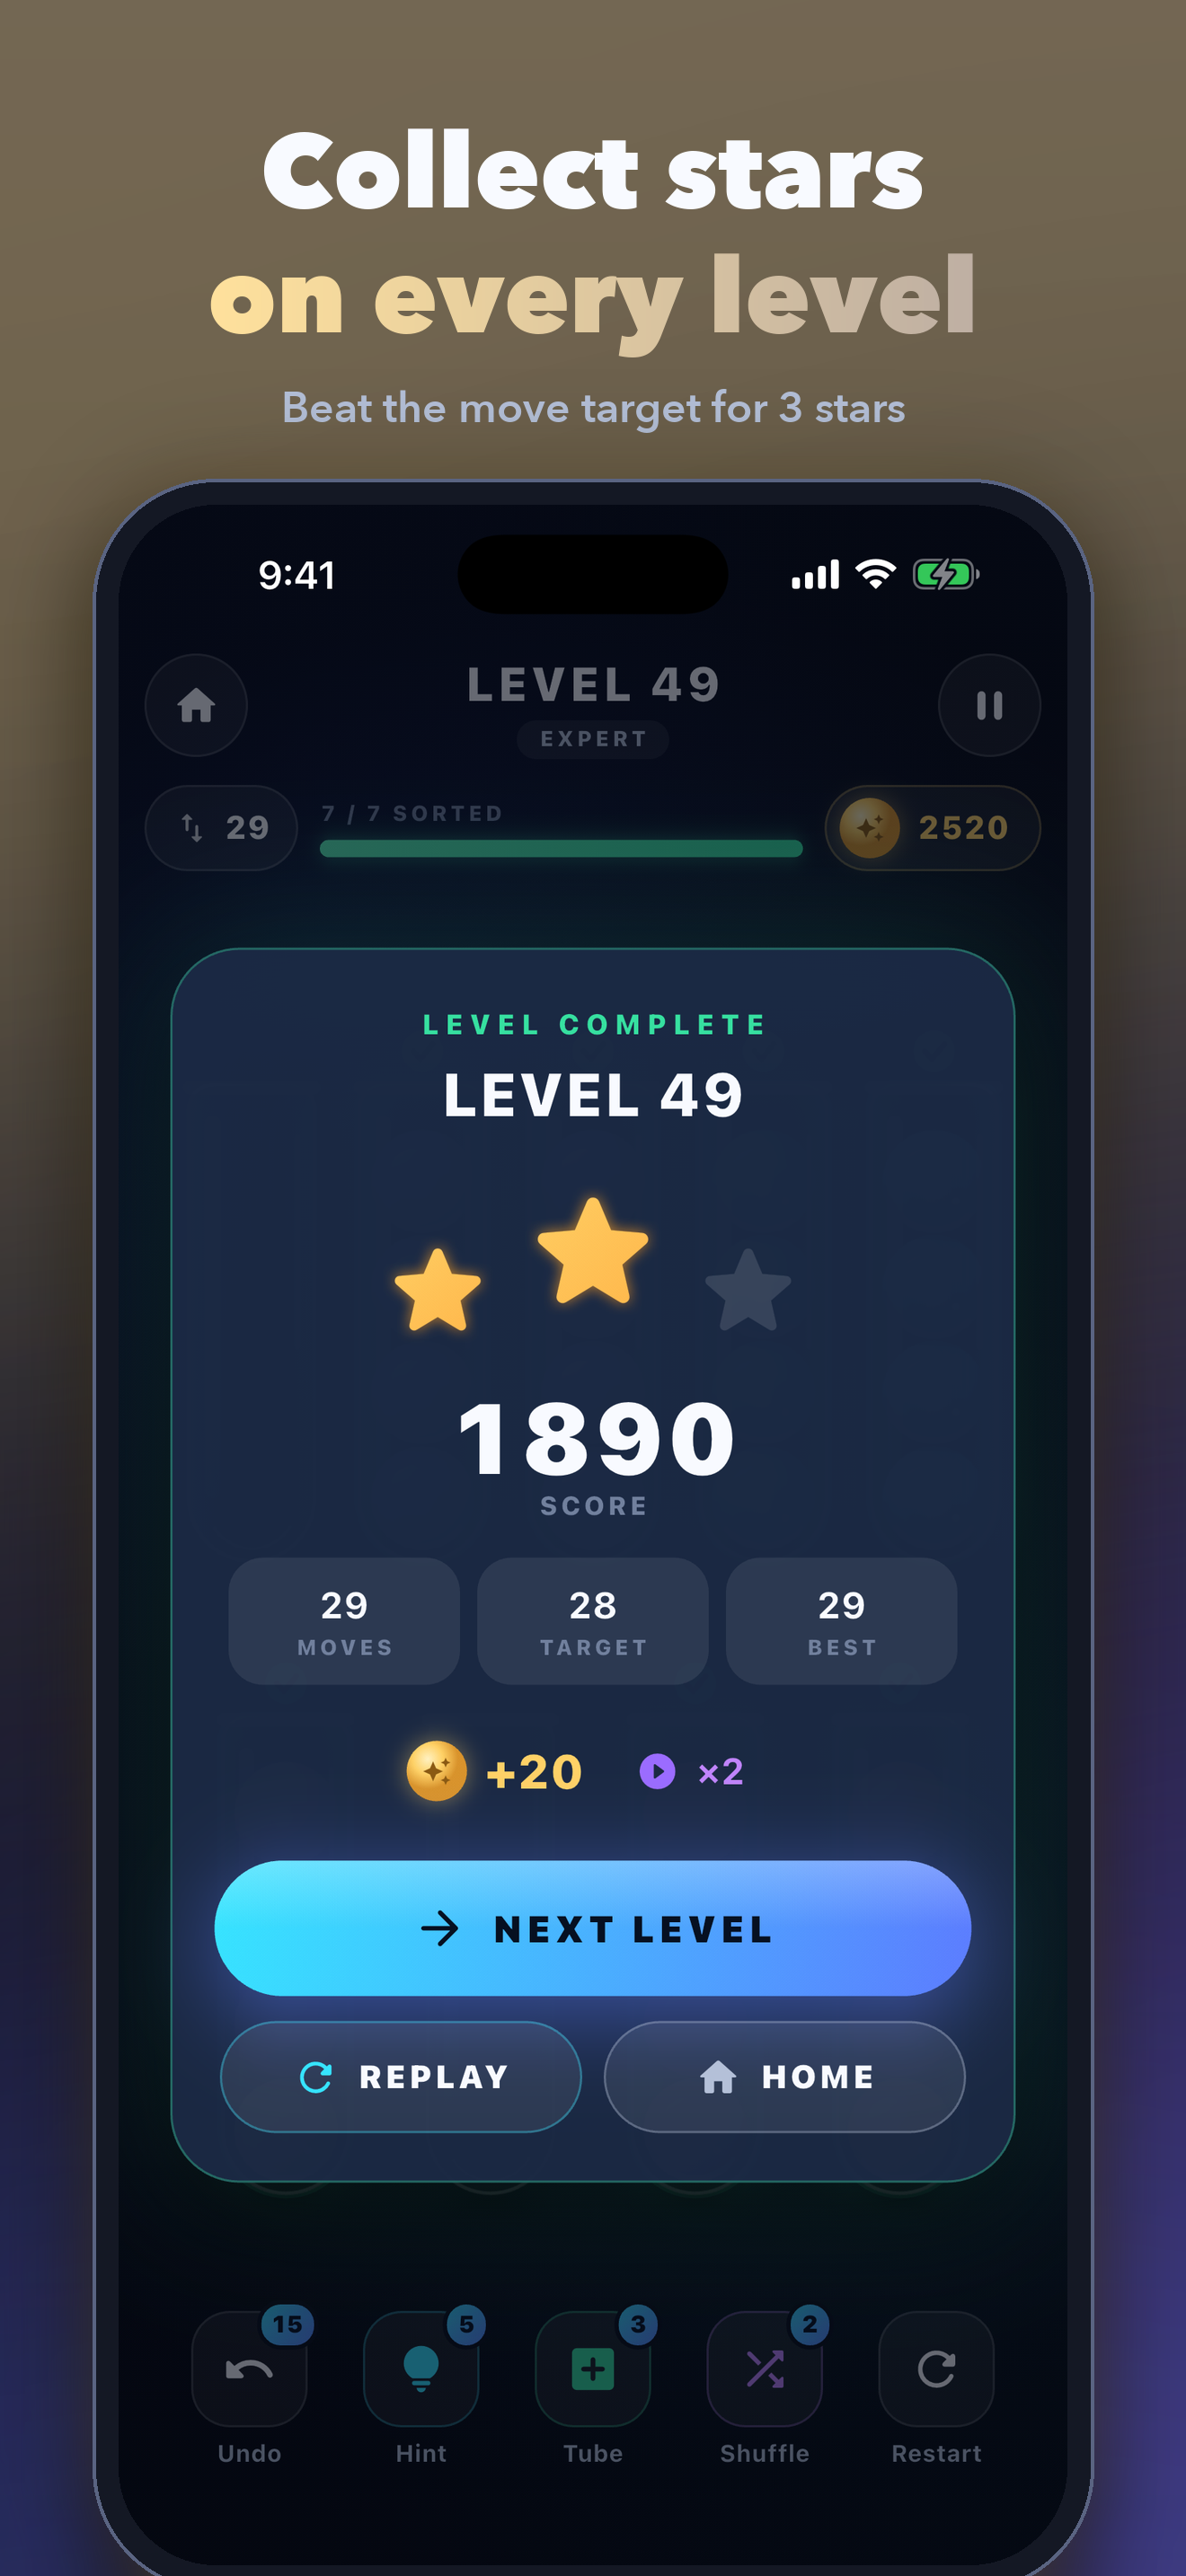 Collect stars
on every level
Beat the move target for 3 stars
9:41
LEVEL 49
EXPERT
29
7 / 7 SORTED
2520
LEVEL COMPLETE
LEVEL 49
1890
SCORE
29
MOVES
28
TARGET
29
BEST
+20
×2
NEXT LEVEL
REPLAY
HOME
15
5
3
2
Undo
Hint
Tube
Shuffle
Restart